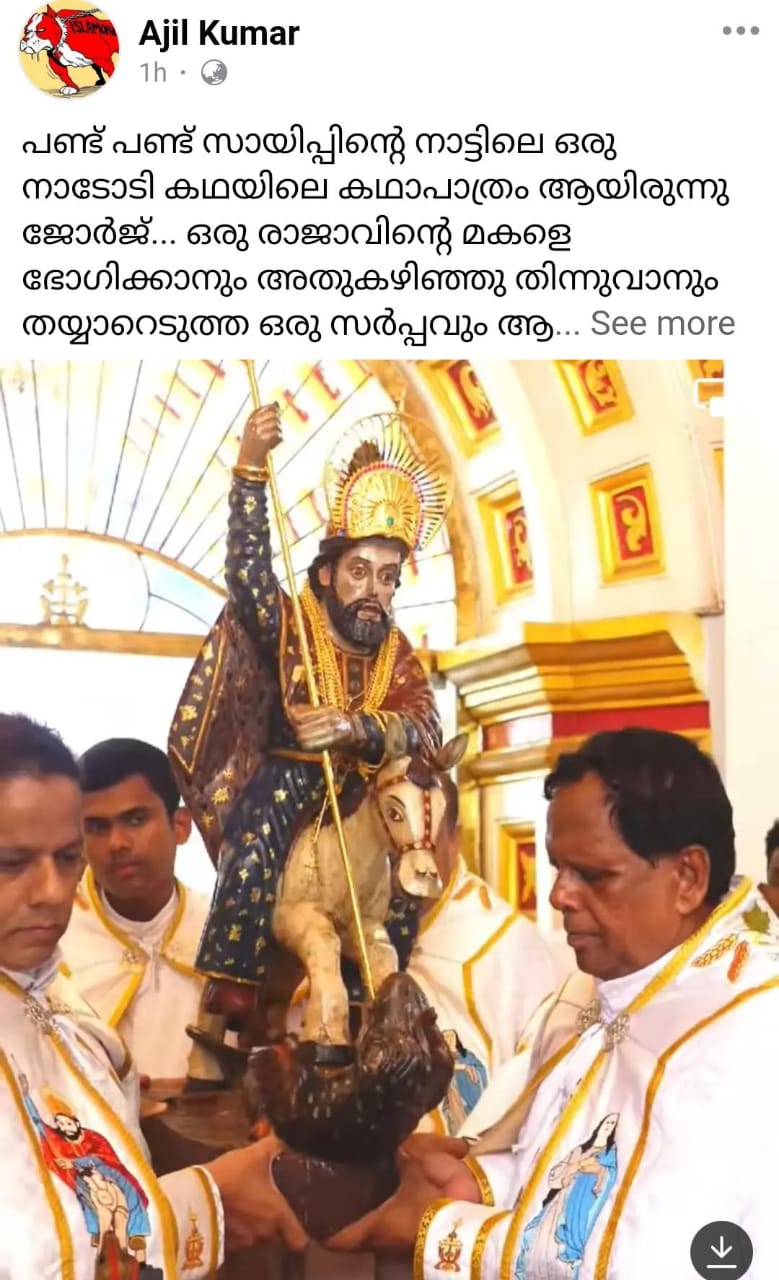 ISLAMOPH
Ajil Kumar
1h ·
പണ്ട് പണ്ട് സായിപ്പിന്റെ നാട്ടിലെ ഒരു
നാടോടി കഥയിലെ കഥാപാത്രം ആയിരുന്നു
ജോർജ്... ഒരു രാജാവിന്റെ മകളെ
ഭോഗിക്കാനും അതുകഴിഞ്ഞു തിന്നുവാനും
തയ്യാറെടുത്ത ഒരു സർപ്പവും ആ... See more